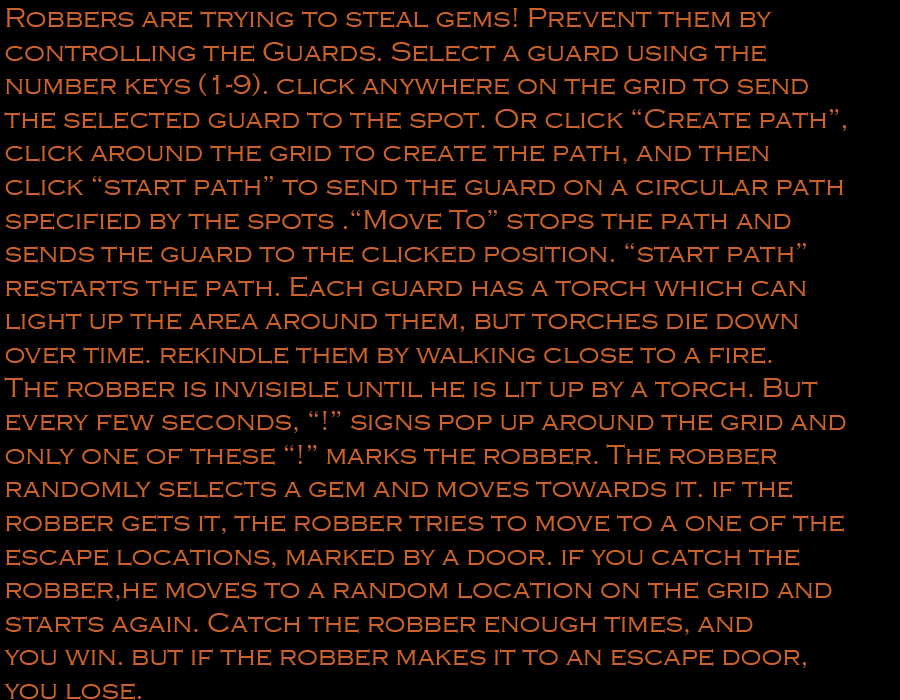 Robbers are trying to steal gems! Prevent them by
controlling the Guards. Select a guard using the
number keys (1-9). click anywhere on the grid to send
the selected guard to the spot. Or click “Create path”,
click around the grid to create the path, and then
click “start path” to send the guard on a circular path
specified by the spots .“Move To” stops the path and
sends the guard to the clicked position. “start path”
restarts the path. Each guard has a torch which can
light up the area around them, but torches die down
over time. rekindle them by walking close to a fire.
The robber is invisible until he is lit up by a torch. But
every few seconds, “!” signs pop up around the grid and
only one of these “!” marks the robber. The robber
randomly selects a gem and moves towards it. if the
robber gets it, the robber tries to move to a one of the
escape locations, marked by a door. if you catch the
robber,he moves to a random location on the grid and
starts again. Catch the robber enough times, and
you win. but if the robber makes it to an escape door,
you lose.